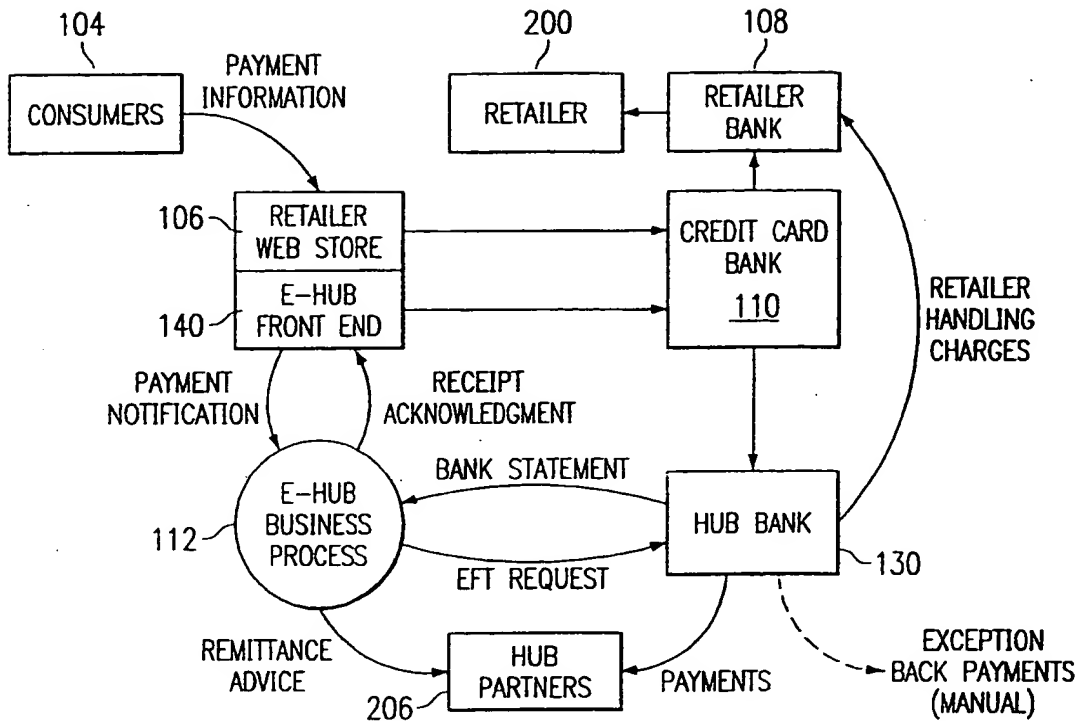 104
200
108
CONSUMERS
PAYMENT
INFORMATION
RETAILER
RETAILER
BANK
106
RETAILER
WEB STORE
CREDIT CARD
BANK
110
140
E-HUB
FRONT END
RETAILER
HANDLING
CHARGES
PAYMENT
NOTIFICATION
RECEIPT
ACKNOWLEDGMENT
BANK STATEMENT
E-HUB
BUSINESS
PROCESS
112
HUB BANK
130
EFT REQUEST
REMITTANCE
ADVICE
HUB
PARTNERS
206
PAYMENTS
EXCEPTION
BACK PAYMENTS
(MANUAL)